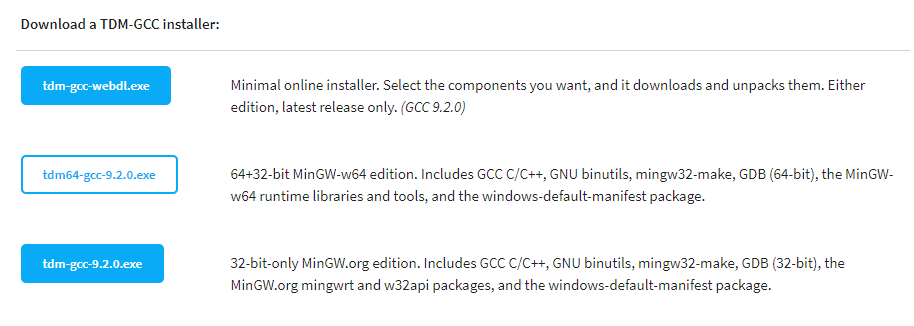 Download a TDM-GCC installer:
tdm-gcc-webdl.exe
Minimal online installer. Select the components you want, and it downloads and unpacks them. Either
edition, latest release only. (GCC 9.2.0)
tdm64-gcc-9.2.0.exe
64+32-bit MinGW-w64 edition. Includes GCC C/C++, GNU binutils, mingw32-make, GDB (64-bit), the MinGW-
w64 runtime libraries and tools, and the windows-default-manifest package.
tdm-gcc-9.2.0.exe
32-bit-only MinGW.org edition. Includes GCC C/C++, GNU binutils, mingw32-make, GDB (32-bit), the
MinGW.org mingwrt and w32api packages, and the windows-default-manifest package.